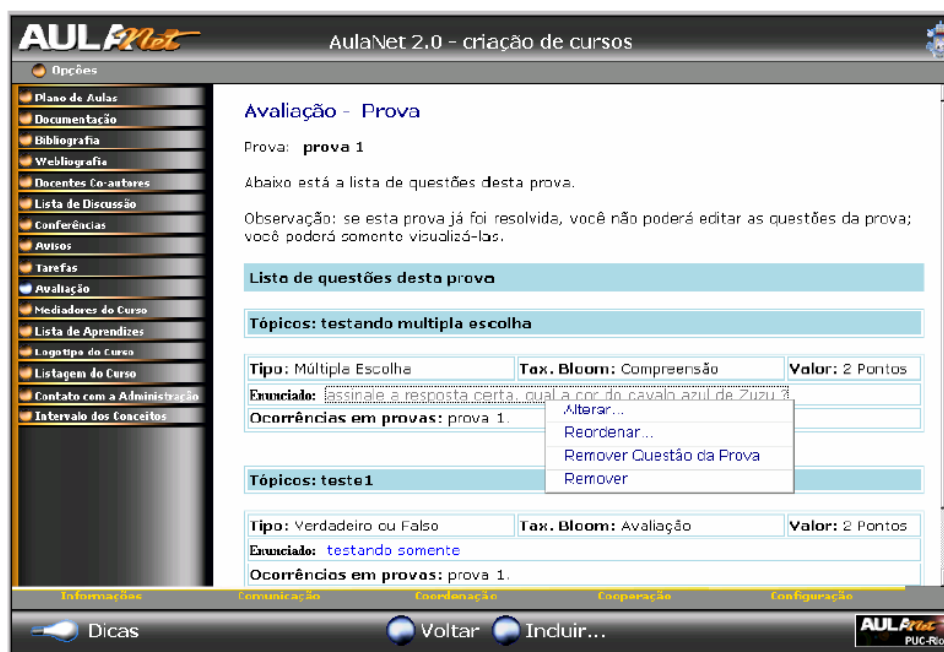 AULANet
AulaNet 2.0 - criação de cursos
Opções
Plano de Aulas
Documentação
Bibliografia
Webliografia
Docentes Co-autores
Lista de Discussão
Conferências
Avisos
Tarefas
Avaliação
Mediadores do Curso
Lista de Aprendizes
Logotipo do Curso
Listagem do Curso
Contato com a Administração
Intervalo dos Conceitos
Avaliação - Prova
Prova: prova 1
Abaixo está a lista de questões desta prova.
Observação: se esta prova já foi resolvida, você não poderá editar as questões da prova;
você poderá somente visualizá-las.
Lista de questões desta prova
Tópicos: testando multipla escolha
Tipo: Múltipla Escolha Tax. Bloom: Compreensão Valor: 2 Pontos
Enunciado: assinale a resposta certa, qual a cor do cavalo azul de Zuzu ?
Ocorrências em provas: prova 1.
Alterar...
Reordenar...
Remover Questão da Prova
Remover
Tópicos: teste1
Tipo: Verdadeiro ou Falso Tax. Bloom: Avaliação Valor: 2 Pontos
Enunciado: testando somente
Ocorrências em provas: prova 1.
Informações Comunicação Coordenação Cooperação Configuração
Dicas Voltar Incluir...
AULANet
PUC-Rio